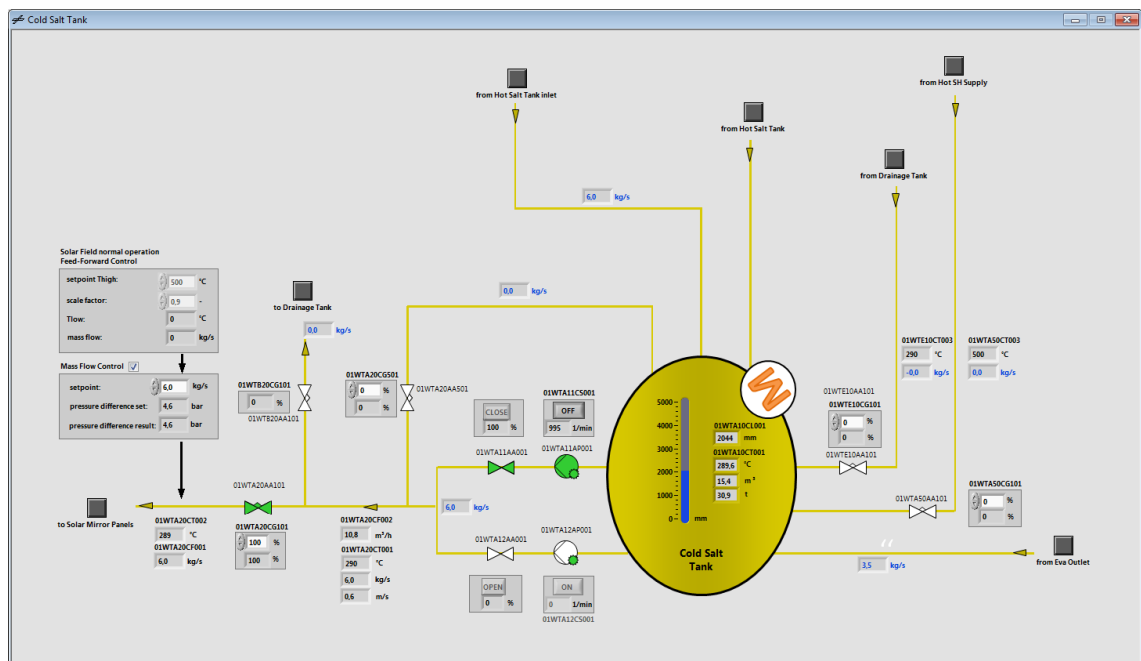 Cold Salt Tank
from Hot SH Supply
from Hot Salt Tank inlet
from Hot Salt Tank
from Drainage Tank
6,0 kg/s
Solar Field normal operation
Feed-Forward Control
setpoint Thigh: 500 °C
scale factor: 0,9 -
Tlow: 0 °C
mass flow: 0 kg/s
to Drainage Tank
0,0 kg/s
0,0 kg/s
Mass Flow Control
setpoint: 6,0 kg/s
pressure difference set: 4,6 bar
pressure difference result: 4,6 bar
01WTB20CG101
0 %
01WTB20AA101
01WTA20CG501
0 %
0 %
01WTA20AA501
CLOSE
100 %
01WTA11CS001
OFF
995 1/min
01WTA11AA001
01WTA11AP001
5000
4000
3000
2000
1000
0 mm
01WTA10CL001
2044 mm
01WTA10CT001
289,6 °C
15,4 m³
30,9 t
Cold Salt
Tank
01WTE10CT003
290 °C
-0,0 kg/s
01WTA50CT003
500 °C
0,0 kg/s
01WTE10AA101
01WTE10CG101
0 %
0 %
01WTE10AA101
01WTA50CG101
0 %
0 %
01WTA50AA101
01WTA20AA101
to Solar Mirror Panels
01WTA20CT002
289 °C
01WTA20CF001
6,0 kg/s
01WTA20CG101
100 %
100 %
01WTA20CF002
10,8 m³/h
01WTA20CT001
290 °C
6,0 kg/s
0,6 m/s
6,0 kg/s
01WTA12AA001
01WTA12AP001
OPEN
0 %
ON
0 1/min
01WTA12CS001
3,5 kg/s
from Eva Outlet